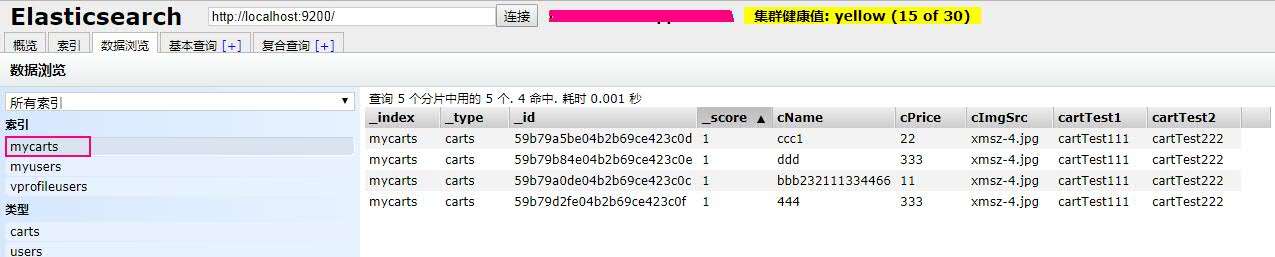 Elasticsearch http://localhost:9200/ 连接 集群健康值: yellow (15 of 30)
概览 索引 数据浏览 基本查询 [+] 复合查询 [+]
数据浏览
所有索引 ▼
索引
mycarts
myusers
vprofileusers
类型
carts
users
查询 5 个分片中用的 5 个. 4 命中. 耗时 0.001 秒
_index _type _id _score ▲ cName cPrice cImgSrc cartTest1 cartTest2
mycarts carts 59b79a5be04b2b69ce423c0d 1 ccc1 22 xmsz-4.jpg cartTest111 cartTest222
mycarts carts 59b79b84e04b2b69ce423c0e 1 ddd 333 xmsz-4.jpg cartTest111 cartTest222
mycarts carts 59b79a0de04b2b69ce423c0c 1 bbb232111334466 11 xmsz-4.jpg cartTest111 cartTest222
mycarts carts 59b79d2fe04b2b69ce423c0f 1 444 333 xmsz-4.jpg cartTest111 cartTest222